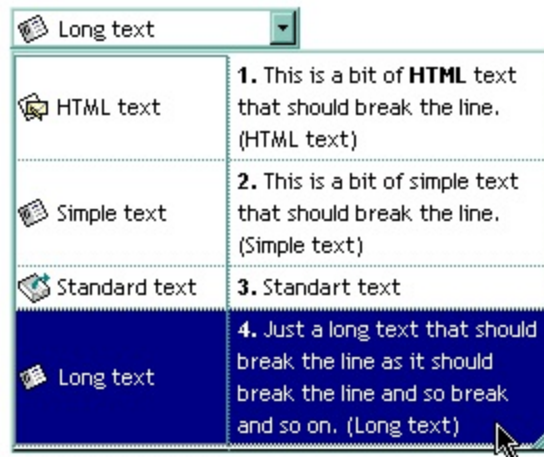 Long text
HTML text
1. This is a bit of HTML text
that should break the line.
(HTML text)
Simple text
2. This is a bit of simple text
that should break the line.
(Simple text)
Standard text
3. Standart text
Long text
4. Just a long text that should
break the line as it should
break the line and so break
and so on. (Long text)